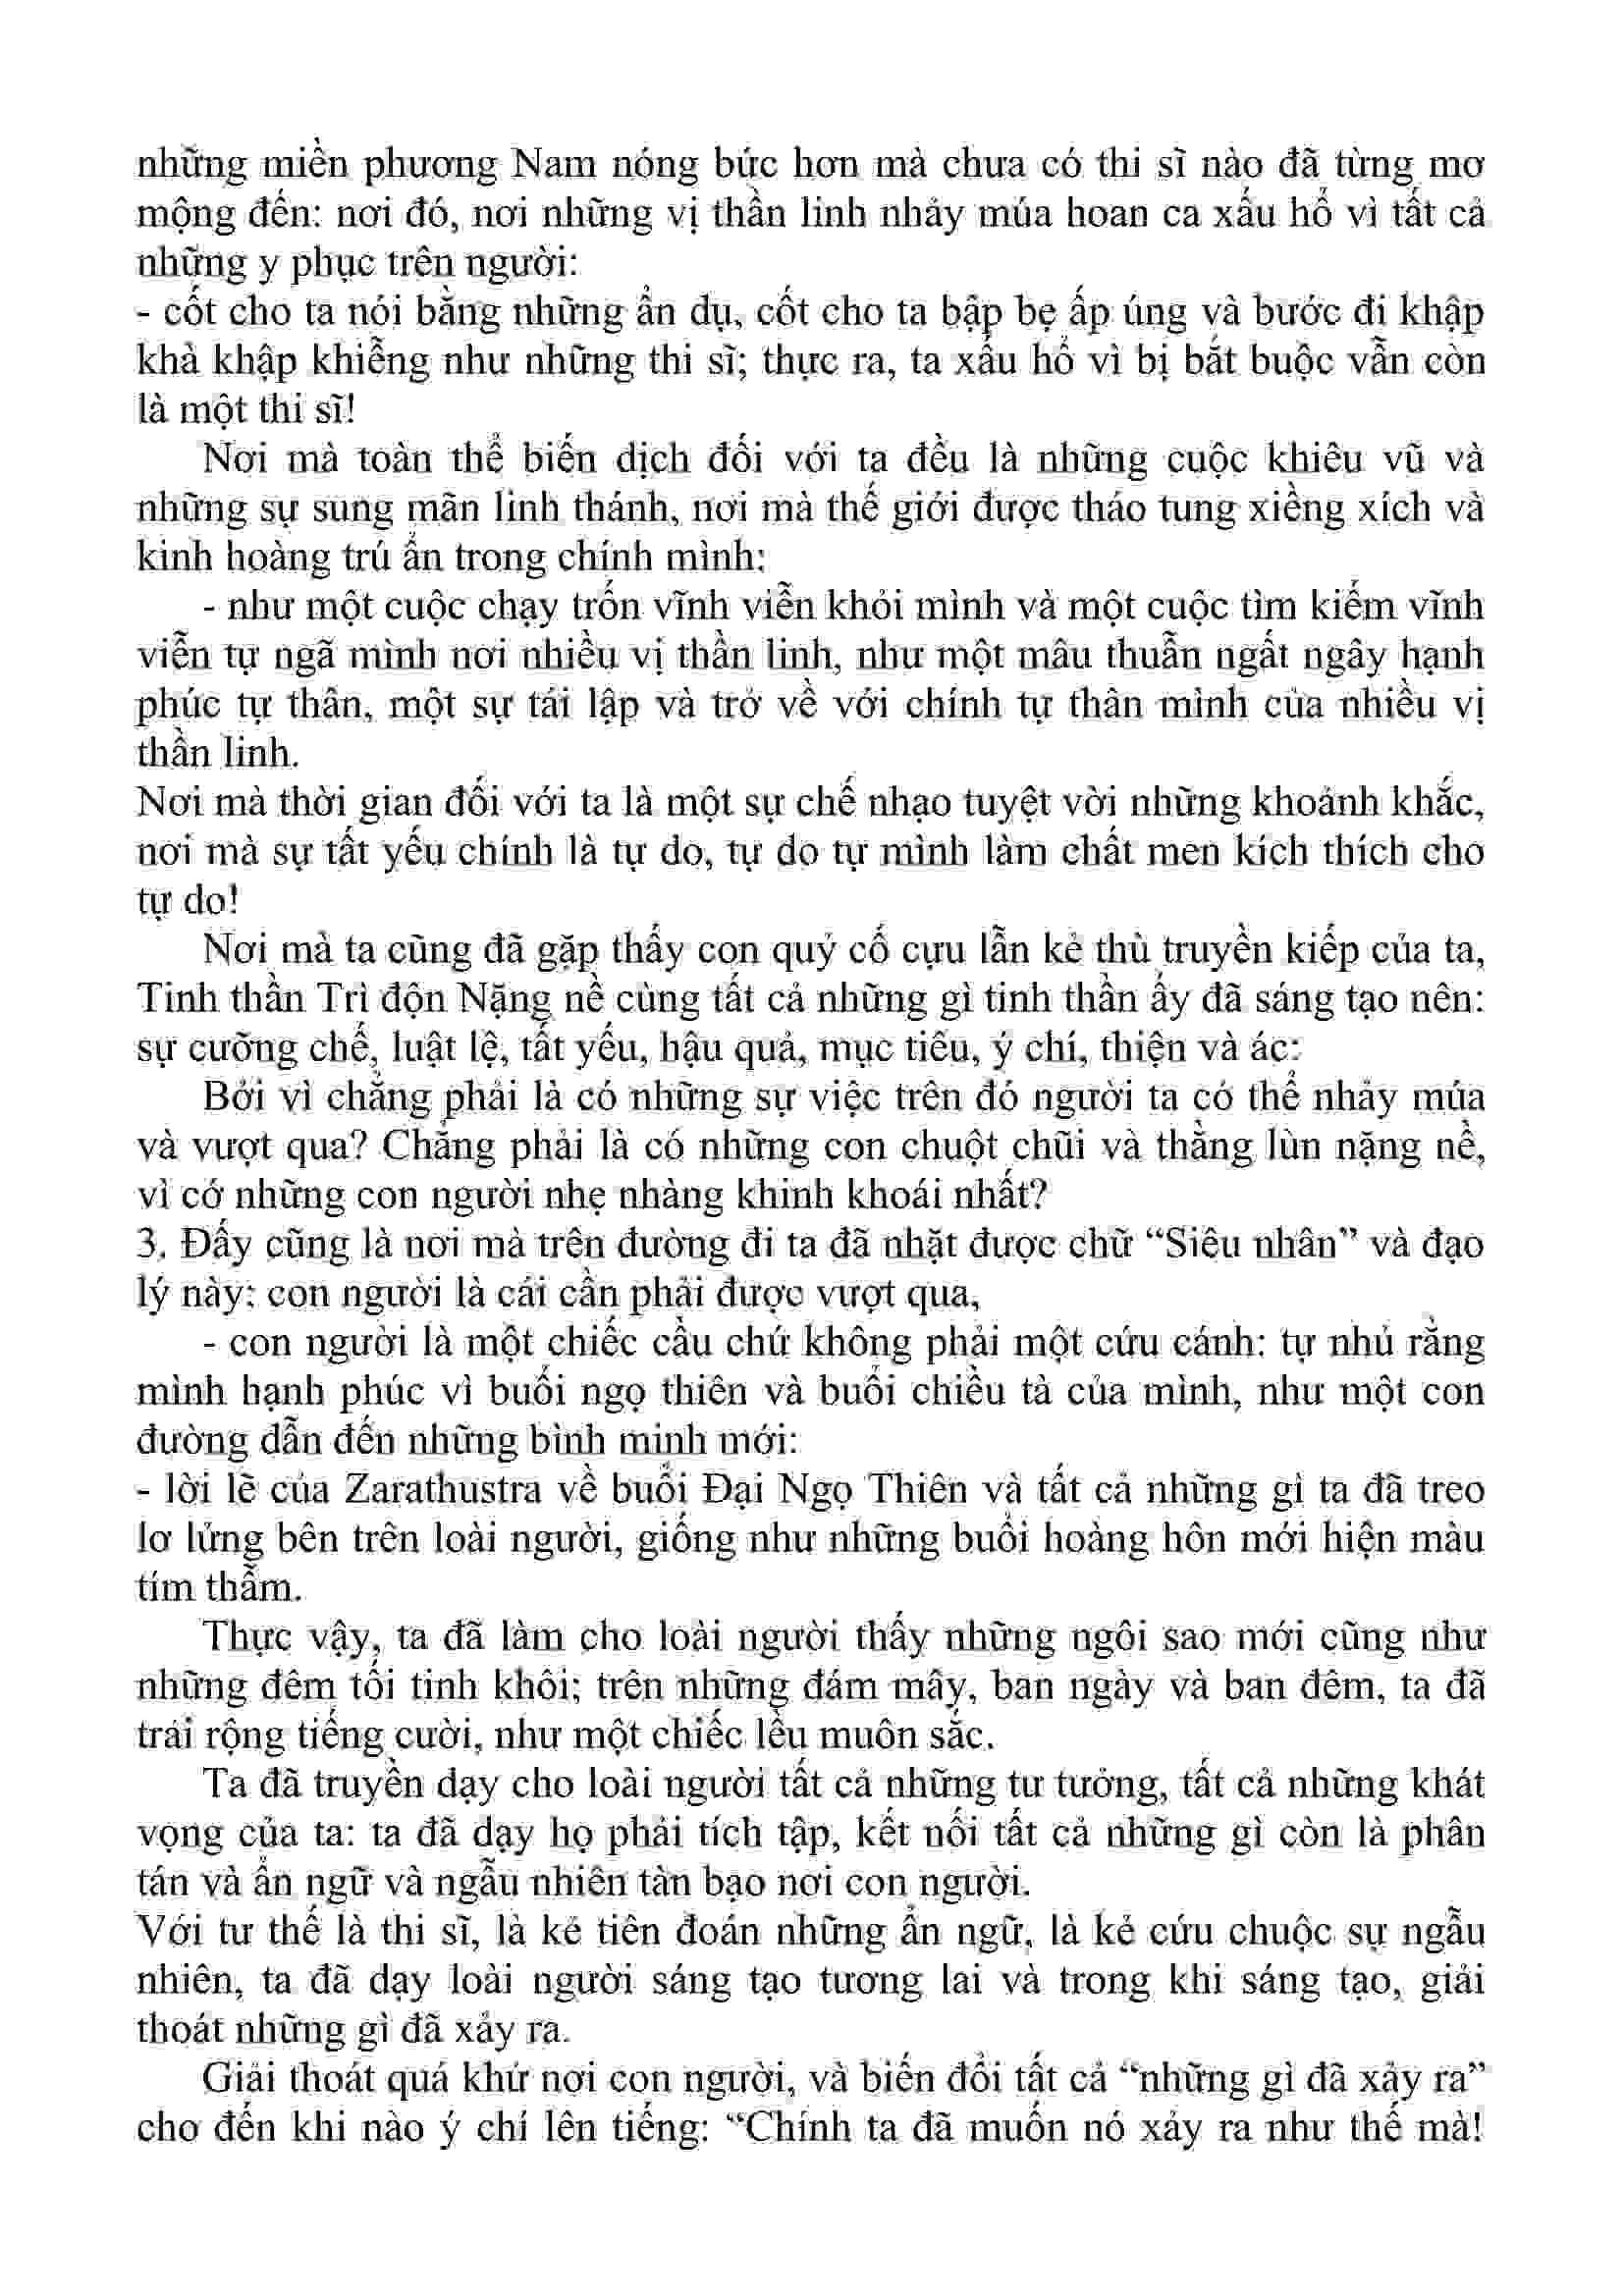 những miền phương Nam nóng bức hơn mà chưa có thi sĩ nào đã từng mơ
mộng đến: nơi đó, nơi những vị thần linh nhảy múa hoan ca xấu hổ vì tất cả
những y phục trên người:
- cốt cho ta nói bằng những ẩn dụ, cốt cho ta bập bẹ ấp úng và bước đi khập
khà khập khiễng như những thi sĩ; thực ra, ta xấu hổ vì bị bắt buộc vẫn còn
là một thi sĩ!
Nơi mà toàn thể biến dịch đối với ta đều là những cuộc khiêu vũ và
những sự sung mãn linh thánh, nơi mà thế giới được tháo tung xiềng xích và
kinh hoàng trú ẩn trong chính mình:
- như một cuộc chạy trốn vĩnh viễn khỏi mình và một cuộc tìm kiếm vĩnh
viễn tự ngã mình nơi nhiều vị thần linh, như một mâu thuẫn ngất ngây hạnh
phúc tự thân, một sự tái lập và trở về với chính tự thân mình của nhiều vị
thần linh.
Nơi mà thời gian đối với ta là một sự chế nhạo tuyệt vời những khoảnh khắc,
nơi mà sự tất yếu chính là tự do, tự do tự mình làm chất men kích thích cho
tự do!
Nơi mà ta cũng đã gặp thấy con quỷ cố cựu lẫn kẻ thù truyền kiếp của ta,
Tinh thần Trì độn Nặng nề cùng tất cả những gì tinh thần ấy đã sáng tạo nên:
sự cưỡng chế, luật lệ, tất yếu, hậu quả, mục tiêu, ý chí, thiện và ác:
Bởi vì chẳng phải là có những sự việc trên đó người ta có thể nhảy múa
và vượt qua? Chẳng phải là có những con chuột chũi và thằng lùn nặng nề,
vì cớ những con người nhẹ nhàng khinh khoái nhất?
3. Đấy cũng là nơi mà trên đường đi ta đã nhặt được chữ “Siêu nhân” và đạo
lý này: con người là cái cần phải được vượt qua,
- con người là một chiếc cầu chứ không phải một cứu cánh: tự nhủ rằng
mình hạnh phúc vì buổi ngọ thiên và buổi chiều tà của mình, như một con
đường dẫn đến những bình minh mới:
- lời lẽ của Zarathustra về buổi Đại Ngọ Thiên và tất cả những gì ta đã treo
lơ lửng bên trên loài người, giống như những buổi hoàng hôn mới hiện màu
tím thẫm.
Thực vậy, ta đã làm cho loài người thấy những ngôi sao mới cũng như
những đêm tối tinh khôi; trên những đám mây, ban ngày và ban đêm, ta đã
trải rộng tiếng cười, như một chiếc lều muôn sắc.
Ta đã truyền dạy cho loài người tất cả những tư tưởng, tất cả những khát
vọng của ta: ta đã dạy họ phải tích tập, kết nối tất cả những gì còn là phân
tán và ẩn ngữ và ngẫu nhiên tàn bạo nơi con người.
Với tư thế là thi sĩ, là kẻ tiên đoán những ẩn ngữ, là kẻ cứu chuộc sự ngẫu
nhiên, ta đã dạy loài người sáng tạo tương lai và trong khi sáng tạo, giải
thoát những gì đã xảy ra.
Giải thoát quá khứ nơi con người, và biến đổi tất cả “những gì đã xảy ra”
cho đến khi nào ý chí lên tiếng: “Chính ta đã muốn nó xảy ra như thế mà!